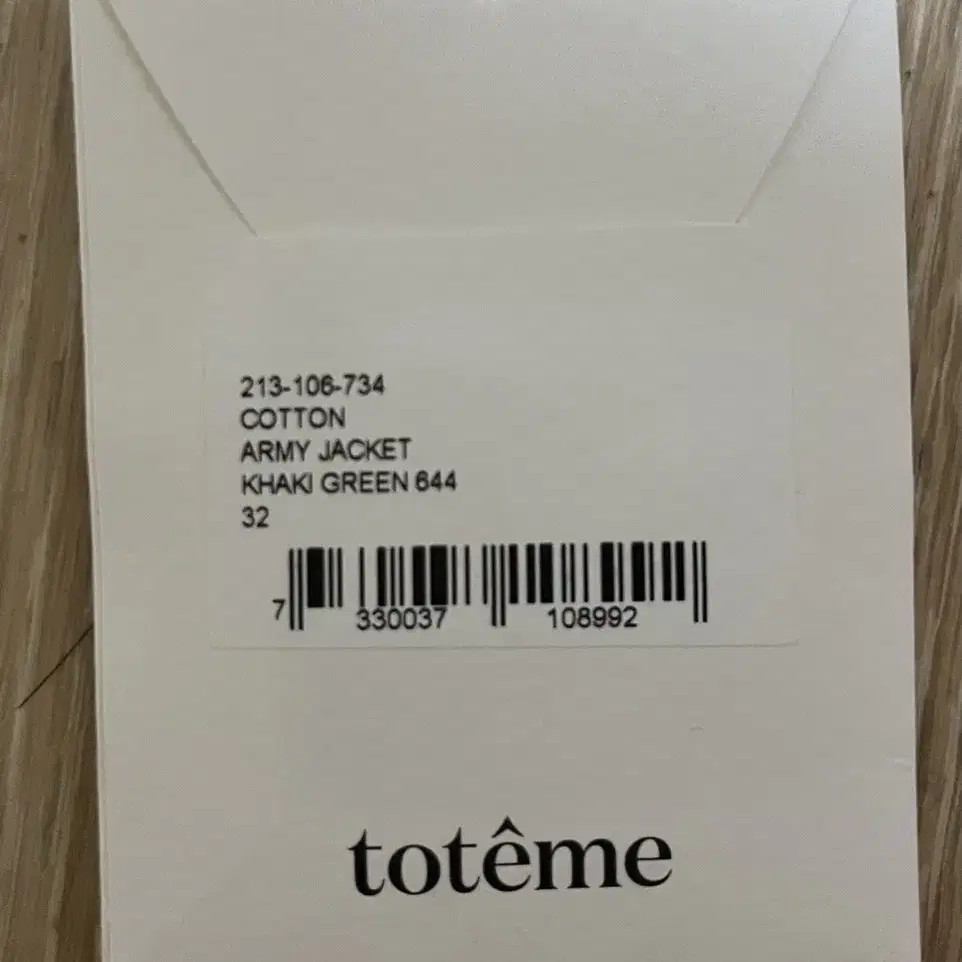 213-106-734
COTTON
ARMY JACKET
KHAKI GREEN 644
32
7 330037 108992
totême